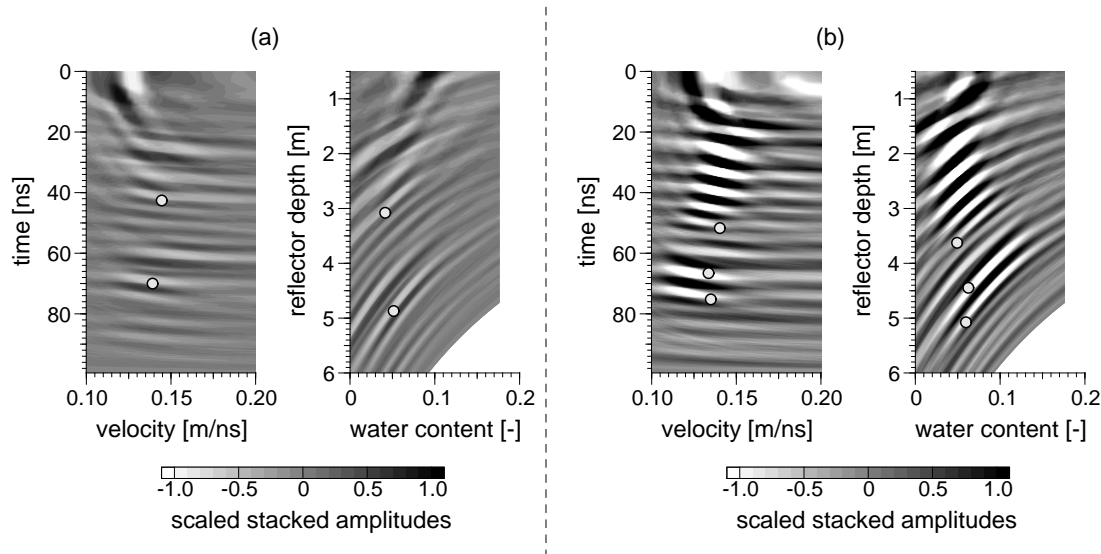 (a)
0
20
40
60
80
time [ns]
0.10 0.15 0.20
velocity [m/ns]
1
2
3
4
5
6
reflector depth [m]
0 0.1 0.2
water content [-]
-1.0 -0.5 0 0.5 1.0
scaled stacked amplitudes
(b)
0
20
40
60
80
time [ns]
0.10 0.15 0.20
velocity [m/ns]
1
2
3
4
5
6
reflector depth [m]
0 0.1 0.2
water content [-]
-1.0 -0.5 0 0.5 1.0
scaled stacked amplitudes